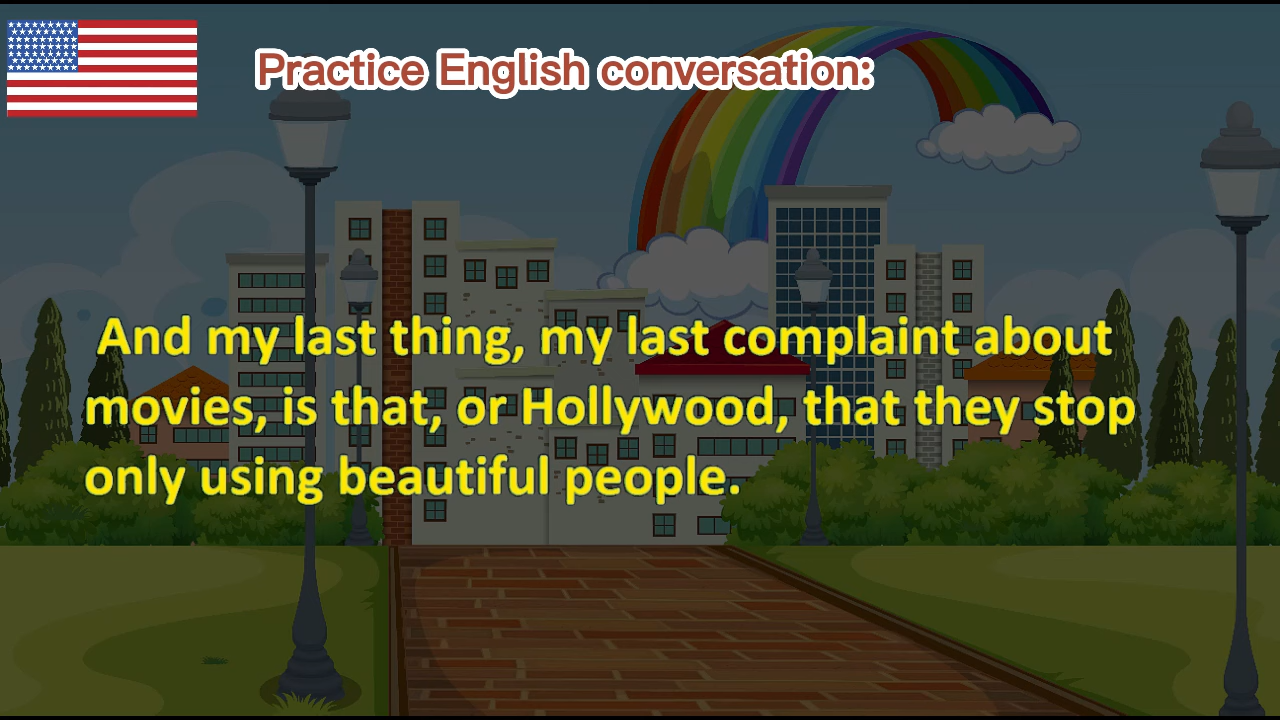 Practice English conversation:
And my last thing, my last complaint about
movies, is that, or Hollywood, that they stop
only using beautiful people.